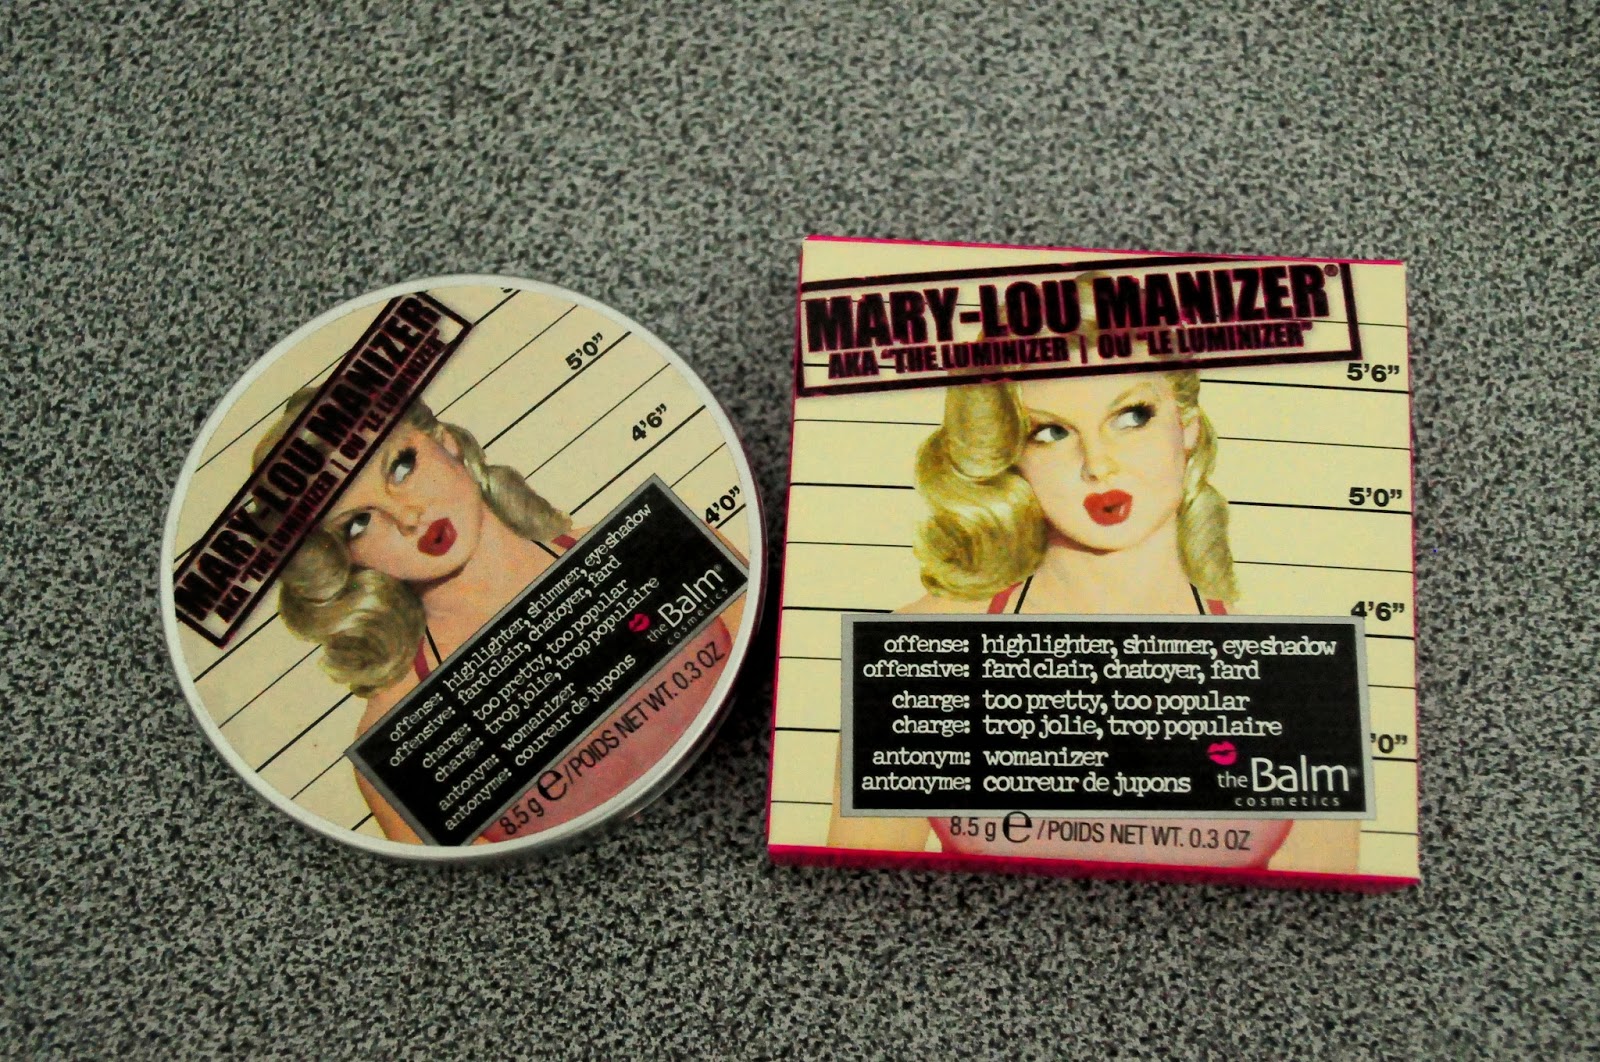 MARY-LOU MANIZER
AKA "THE LUMINIZER | OU "LE LUMINIZER"
5'0"
4'6"
4'0"
offense: highlighter, shimmer, eyeshadow
offensive: fard clair, chatoyer, fard
charge: too pretty, too popular
charge: trop jolie, trop populaire
antonym: womanizer
antonyme: coureur de jupons
theBalm®
cosmetics
8.5 g e /POIDS NET WT. 0.3 OZ
MARY-LOU MANIZER®
AKA "THE LUMINIZER | OU "LE LUMINIZER"
5'6"
5'0"
4'6"
'0"
offense: highlighter, shimmer, eyeshadow
offensive: fard clair, chatoyer, fard
charge: too pretty, too popular
charge: trop jolie, trop populaire
antonym: womanizer
antonyme: coureur de jupons
theBalm®
cosmetics
8.5 g e /POIDS NET WT. 0.3 OZ